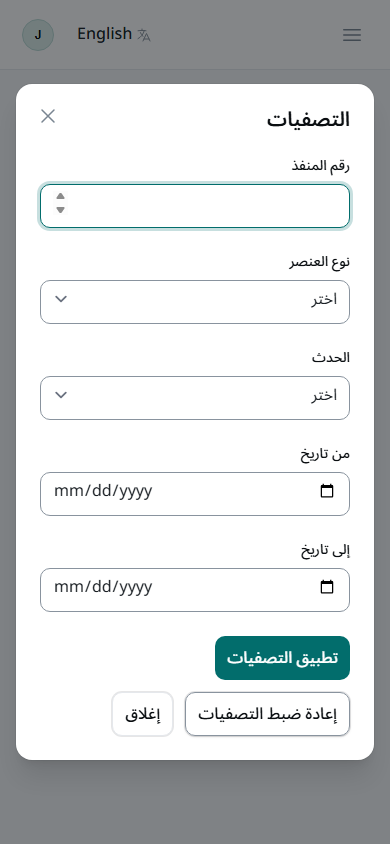 J
English
التصفيات
رقم المنفذ
نوع العنصر
اختر
الحدث
اختر
من تاريخ
mm/dd/yyyy
إلى تاريخ
mm/dd/yyyy
تطبيق التصفيات
إعادة ضبط التصفيات
إغلاق